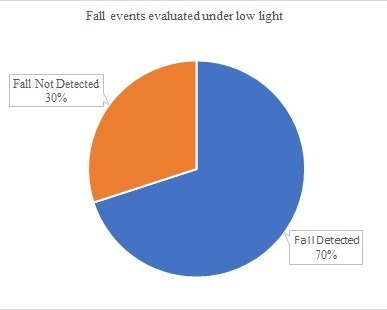 Fall events evaluated under low light
Fall Not Detected
30%
Fall Detected
70%